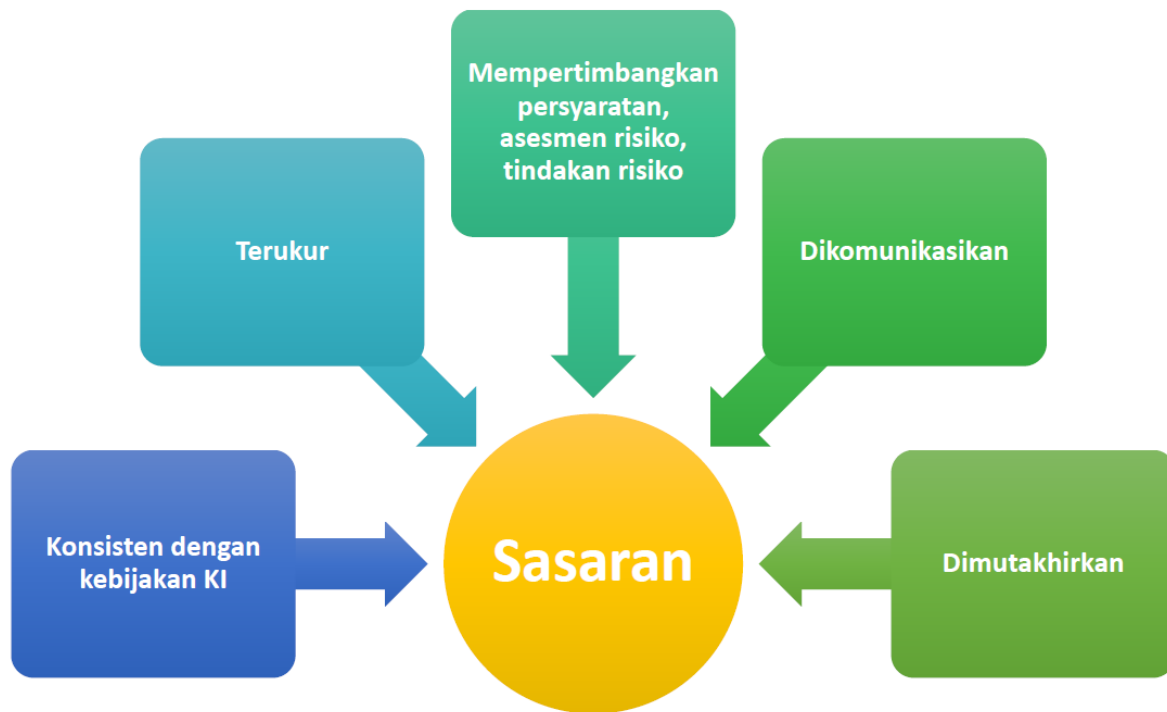 Mempertimbangkan
persyaratan,
asesmen risiko,
tindakan risiko
Terukur
Dikomunikasikan
Konsisten dengan
kebijakan KI
Sasaran
Dimutakhirkan